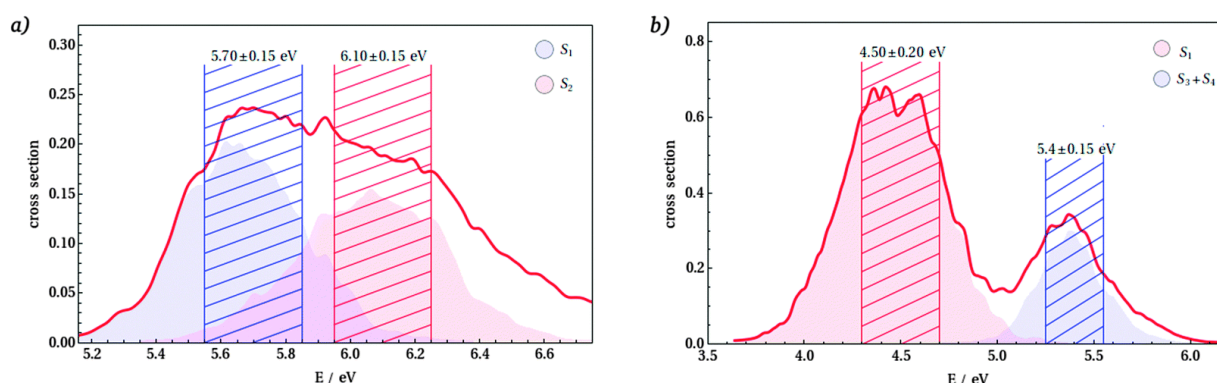 a)
5.70±0.15 eV
6.10±0.15 eV
S1
S2
0.30
0.25
0.20
0.15
0.10
0.05
0.00
cross section
5.2 5.4 5.6 5.8 6.0 6.2 6.4 6.6
E / eV
b)
4.50±0.20 eV
5.4±0.15 eV
S1
S3+S4
0.8
0.6
0.4
0.2
0.0
cross section
3.5 4.0 4.5 5.0 5.5 6.0
E / eV